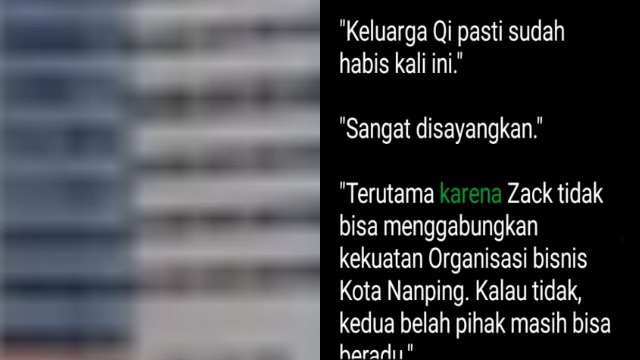 "Keluarga Qi pasti sudah
habis kali ini."
"Sangat disayangkan."
"Terutama karena Zack tidak
bisa menggabungkan
kekuatan Organisasi bisnis
Kota Nanping. Kalau tidak,
kedua belah pihak masih bisa
beradu."